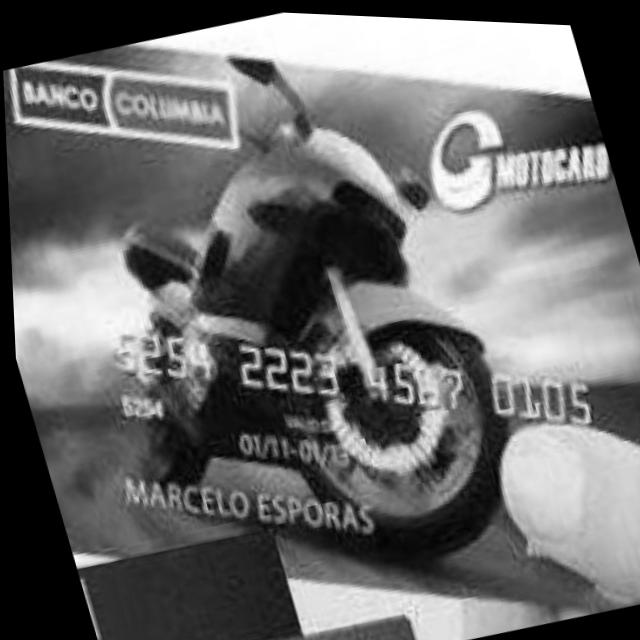 BANCO COLUMBIA
MOTOCARD
5254 2223 4567 0105
5254
01/11-01/13
MARCELO ESPORAS